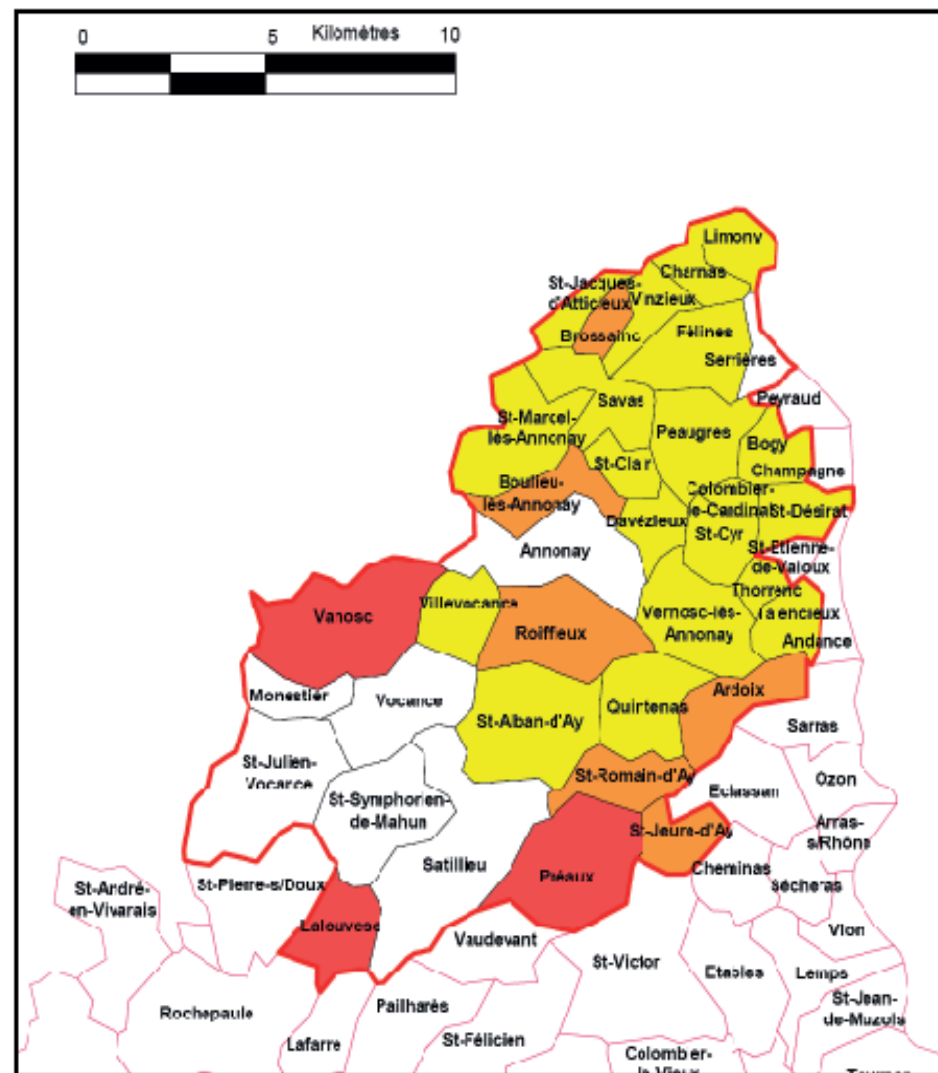 0 5 Kilomètres 10
Limony
Charnas
St-Jacques-
d'Atticieux
Vinzieux
Brossainc
Félines
Serrières
Peyraud
Savas
St-Marcel-
lès-Annonay
Peaugres
Bogy
St-Clair
Champagne
Boulieu-
lès-Annonay
Colombier-
le-Cardinal
St-Désirat
Davézieux
St-Cyr
Annonay
St-Etienne-
de-Valoux
Thorrenc
Villevocance
Talencieux
Vanosc
Roiffieux
Vernosc-lès-
Annonay
Andance
Monestier
Vocance
Ardoix
St-Alban-d'Ay
Quintenas
Sarras
St-Julien-
Vocance
St-Romain-d'Ay
Eclassan
Ozon
St-Symphorien-
de-Mahun
St-Jeure-d'Ay
Arras-
s/Rhône
Satillieu
Préaux
Cheminas
Sécheras
St-André-
en-Vivarais
St-Pierre-s/Doux
Lalouvesc
Vaudevant
Vion
St-Victor
Etables
Lemps
Rochepaule
Pailharès
St-Jean-
de-Muzols
Lafarre
St-Félicien
Colombier-
le-Vieux